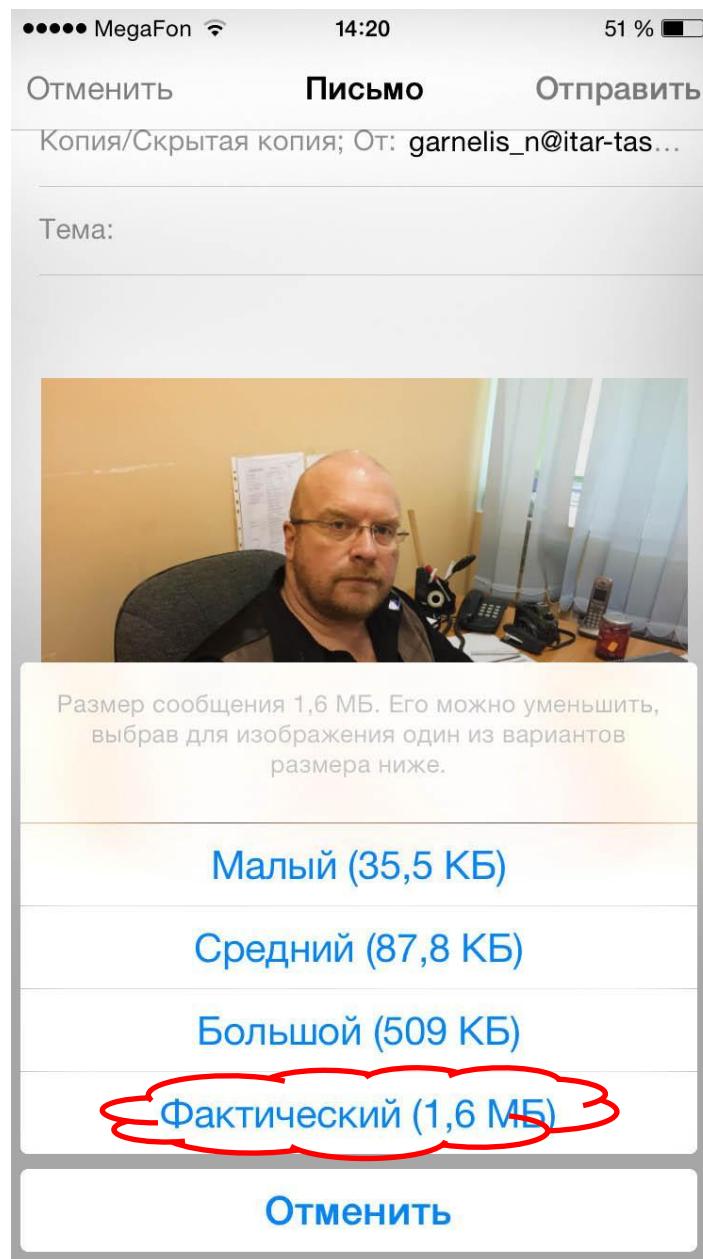 MegaFon 14:20 51 %
Отменить Письмо Отправить
Копия/Скрытая копия; От: garnelis_n@itar-tas...
Тема:
Размер сообщения 1,6 МБ. Его можно уменьшить,
выбрав для изображения один из вариантов
размера ниже.
Малый (35,5 КБ)
Средний (87,8 КБ)
Большой (509 КБ)
Фактический (1,6 МБ)
Отменить